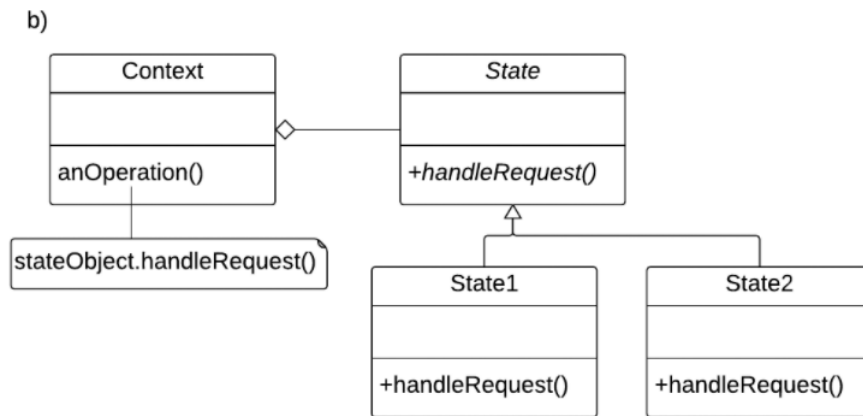 b)
Context
State
anOperation()
+handleRequest()
stateObject.handleRequest()
State1
State2
+handleRequest()
+handleRequest()